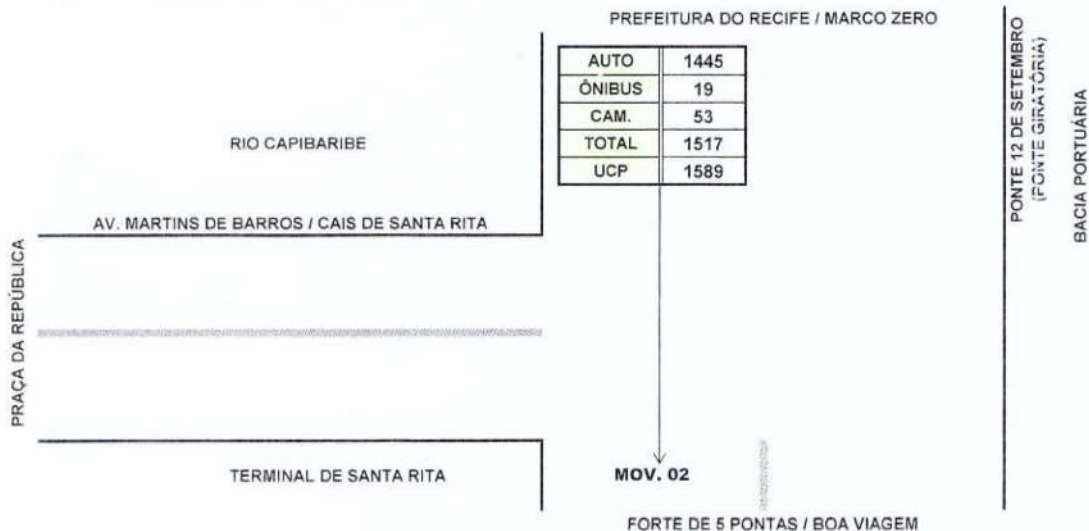 PREFEITURA DO RECIFE / MARCO ZERO
AUTO 1445
ÔNIBUS 19
CAM. 53
TOTAL 1517
UCP 1589
RIO CAPIBARIBE
AV. MARTINS DE BARROS / CAIS DE SANTA RITA
PRAÇA DA REPÚBLICA
TERMINAL DE SANTA RITA
MOV. 02
FORTE DE 5 PONTAS / BOA VIAGEM
PONTE 12 DE SETEMBRO
(PONTE GIRATÓRIA)
BACIA PORTUÁRIA